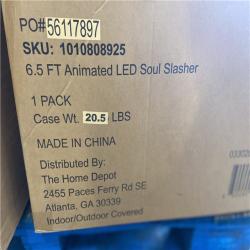 PO#56117897
SKU: 1010808925
6.5 FT Animated LED Soul Slasher
1 PACK
Case Wt. 20.5 LBS
MADE IN CHINA
Distributed By:
The Home Depot
2455 Paces Ferry Rd SE
Atlanta, GA 30339
Indoor/Outdoor Covered